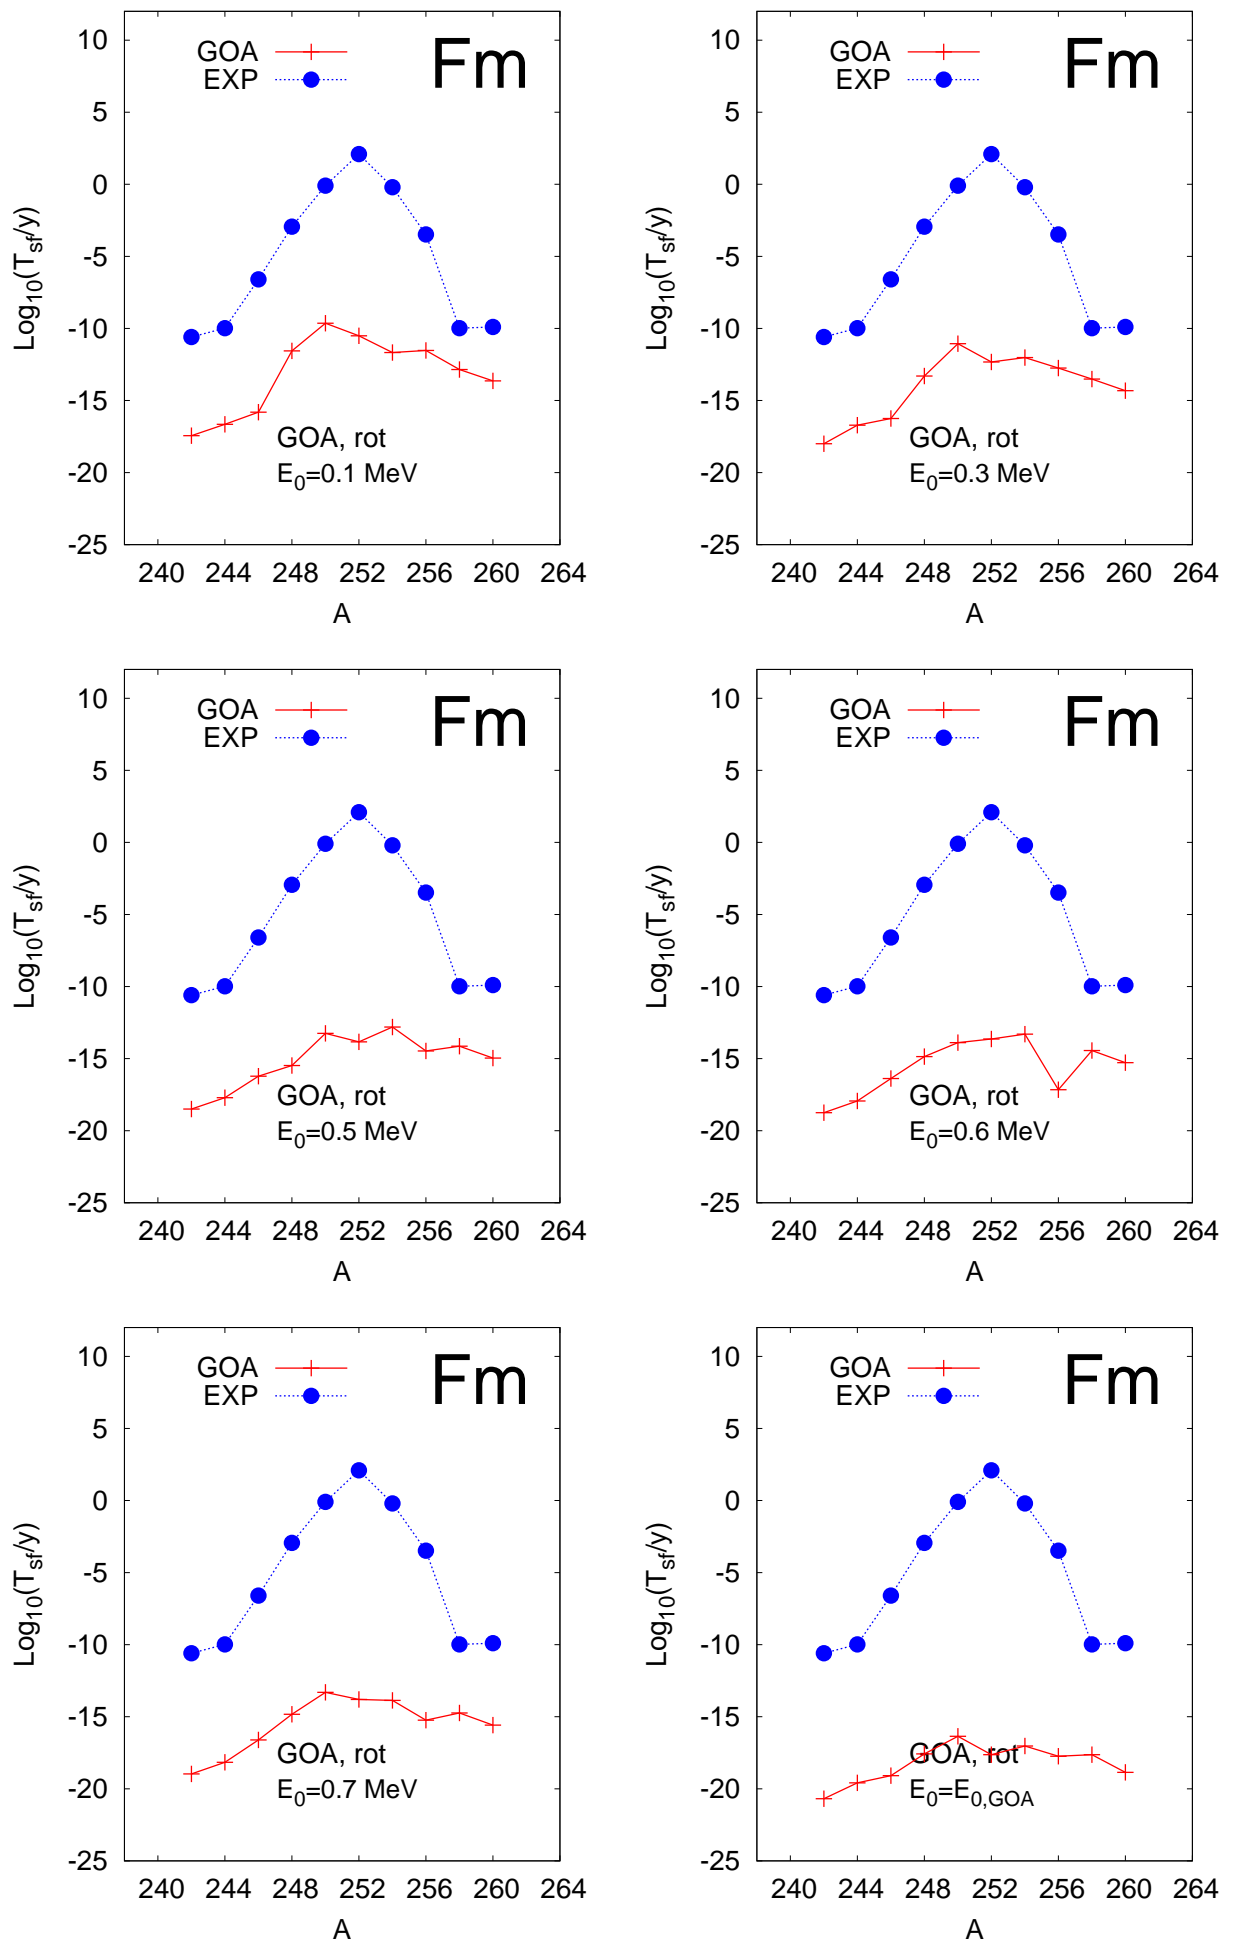 10
5
0
-5
-10
-15
-20
-25
240 244 248 252 256 260 264
A
Log10(Tsf/y)
GOA
EXP
Fm
GOA, rot
E0=0.1 MeV
10
5
0
-5
-10
-15
-20
-25
240 244 248 252 256 260 264
A
Log10(Tsf/y)
GOA
EXP
Fm
GOA, rot
E0=0.3 MeV
10
5
0
-5
-10
-15
-20
-25
240 244 248 252 256 260 264
A
Log10(Tsf/y)
GOA
EXP
Fm
GOA, rot
E0=0.5 MeV
10
5
0
-5
-10
-15
-20
-25
240 244 248 252 256 260 264
A
Log10(Tsf/y)
GOA
EXP
Fm
GOA, rot
E0=0.6 MeV
10
5
0
-5
-10
-15
-20
-25
240 244 248 252 256 260 264
A
Log10(Tsf/y)
GOA
EXP
Fm
GOA, rot
E0=0.7 MeV
10
5
0
-5
-10
-15
-20
-25
240 244 248 252 256 260 264
A
Log10(Tsf/y)
GOA
EXP
Fm
GOA, rot
E0=E0,GOA